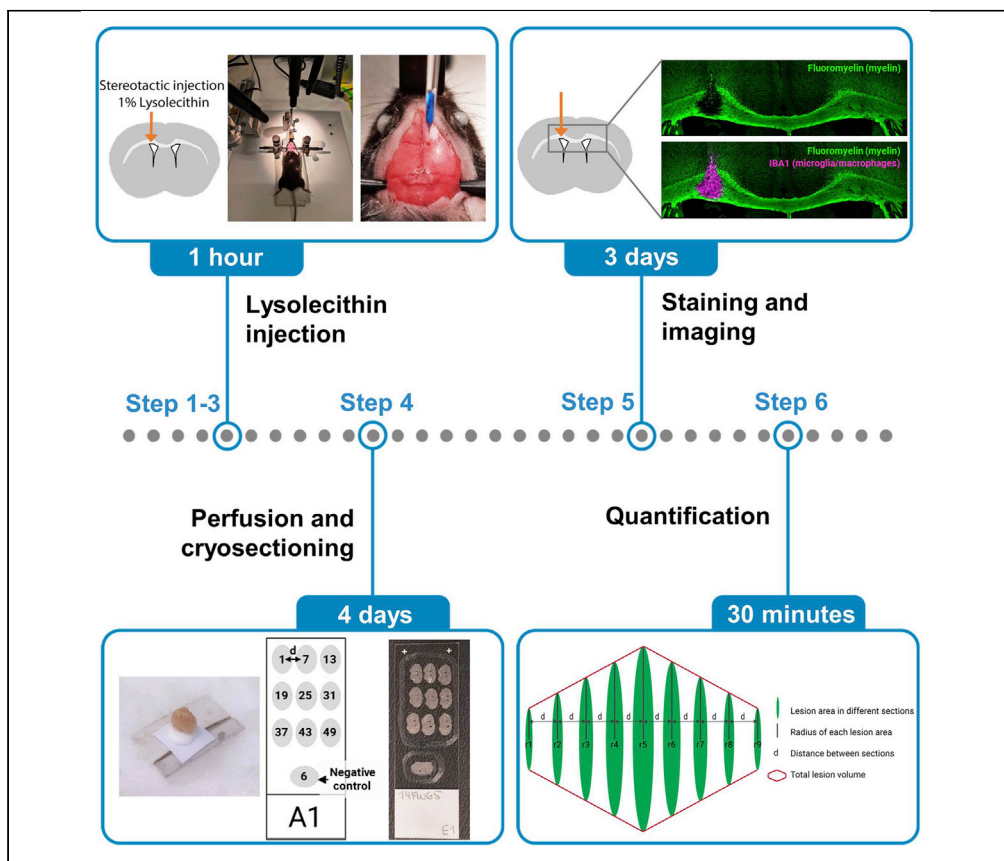 Stereotactic injection
1% Lysolecithin
Fluoromyelin (myelin)
Fluoromyelin (myelin)
IBA1 (microglia/macrophages)
1 hour
3 days
Lysolecithin
injection
Staining and
imaging
Step 1-3
Step 4
Step 5
Step 6
Perfusion and
cryosectioning
Quantification
4 days
30 minutes
d
1 7 13
19 25 31
37 43 49
6
Negative
control
A1
+ +
E1
d d d d d d d d
r1 r2 r3 r4 r5 r6 r7 r8 r9
Lesion area in different sections
Radius of each lesion area
d Distance between sections
Total lesion volume